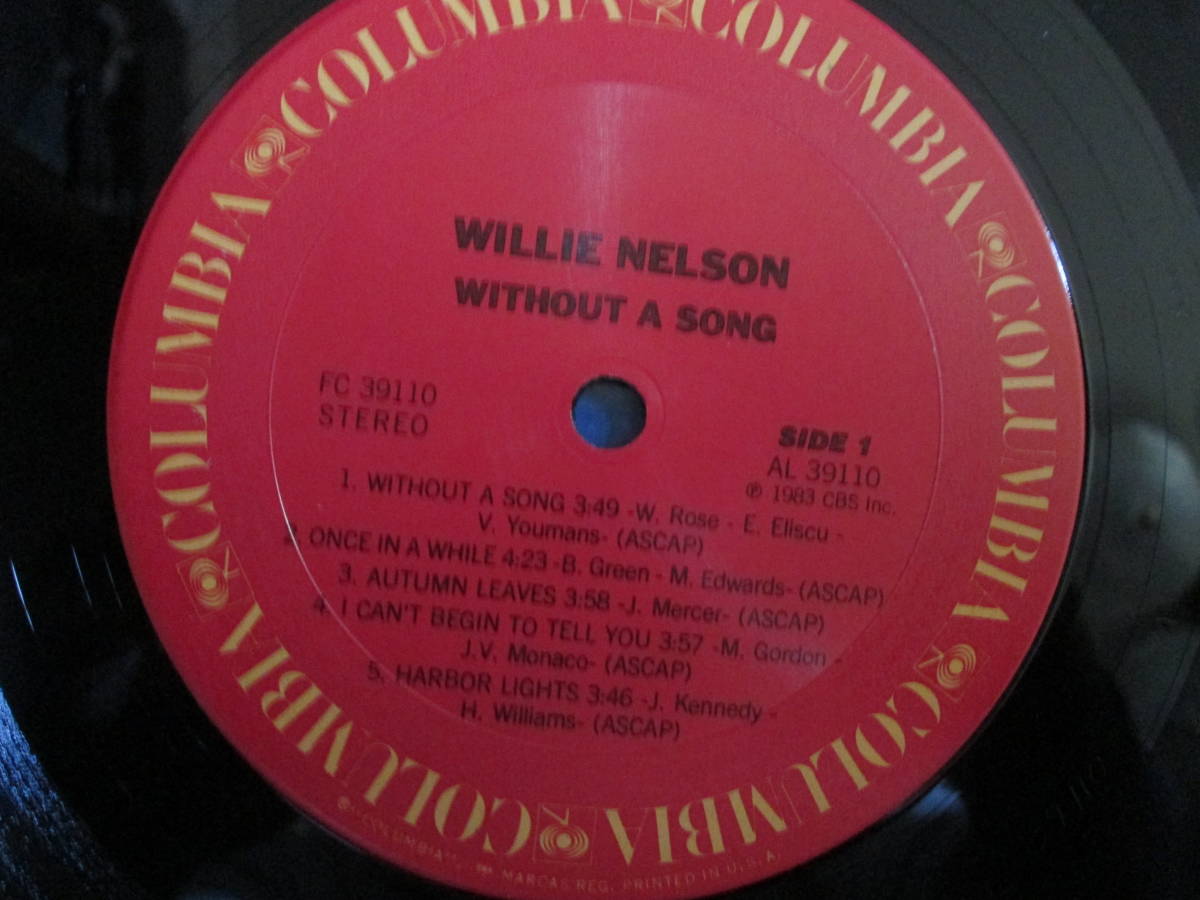 COLUMBIA COLUMBIA COLUMBIA COLUMBIA COLUMBIA COLUMBIA COLUMBIA COLUMBIA
WILLIE NELSON
WITHOUT A SONG
FC 39110
STEREO
SIDE 1
AL 39110
℗ 1983 CBS Inc.
1. WITHOUT A SONG 3:49 -W. Rose - E. Eliscu -
V. Youmans- (ASCAP)
2. ONCE IN A WHILE 4:23 -B. Green - M. Edwards- (ASCAP)
3. AUTUMN LEAVES 3:58 -J. Mercer- (ASCAP)
4. I CAN'T BEGIN TO TELL YOU 3:57 -M. Gordon -
J.V. Monaco- (ASCAP)
5. HARBOR LIGHTS 3:46 -J. Kennedy -
H. Williams- (ASCAP)
"COLUMBIA" MARCAS REG. PRINTED IN U.S.A.